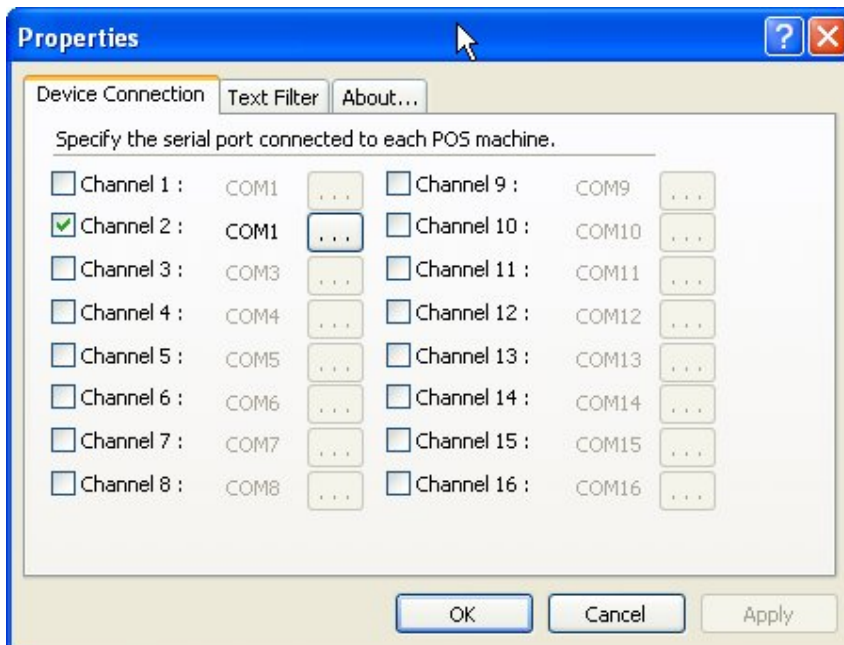 Properties
Device Connection Text Filter About...
Specify the serial port connected to each POS machine.
Channel 1 : COM1 ... Channel 9 : COM9 ...
Channel 2 : COM1 ... Channel 10 : COM10 ...
Channel 3 : COM3 ... Channel 11 : COM11 ...
Channel 4 : COM4 ... Channel 12 : COM12 ...
Channel 5 : COM5 ... Channel 13 : COM13 ...
Channel 6 : COM6 ... Channel 14 : COM14 ...
Channel 7 : COM7 ... Channel 15 : COM15 ...
Channel 8 : COM8 ... Channel 16 : COM16 ...
OK Cancel Apply